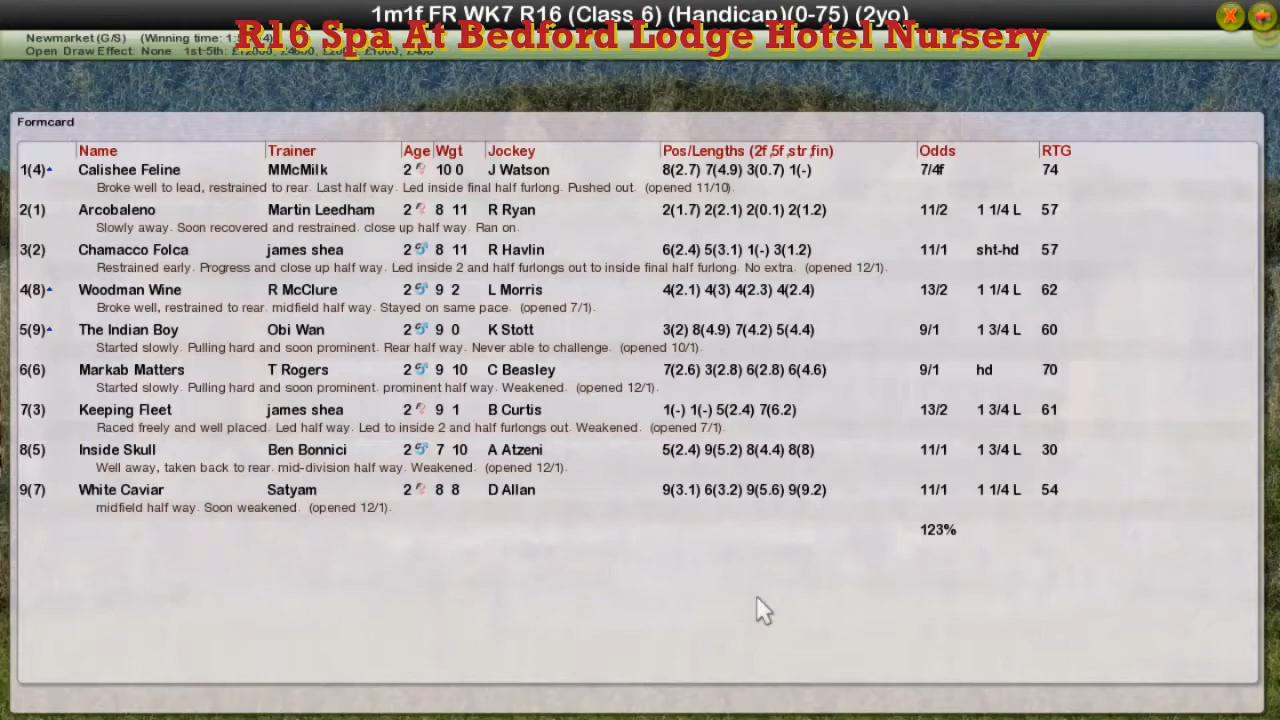 1m1f FR WK7 R16 (Class 6) (Handicap)(0-75) (2yo)
R16 Spa At Bedford Lodge Hotel Nursery
Newmarket (G/S) (Winning time:
Open Draw Effect: None 1st-5th:
Formcard
Name Trainer Age Wgt Jockey Pos/Lengths (2f,5f,str,fin) Odds RTG
1(4) Calishee Feline MMcMilk 2 10 0 J Watson 8(2.7) 7(4.9) 3(0.7) 1(-) 7/4f 74
Broke well to lead, restrained to rear. Last half way. Led inside final half furlong. Pushed out. (opened 11/10).
2(1) Arcobaleno Martin Leedham 2 8 11 R Ryan 2(1.7) 2(2.1) 2(0.1) 2(1.2) 11/2 1 1/4 L 57
Slowly away. Soon recovered and restrained. close up half way. Ran on.
3(2) Chamacco Folca james shea 2 8 11 R Havlin 6(2.4) 5(3.1) 1(-) 3(1.2) 11/1 sht-hd 57
Restrained early. Progress and close up half way. Led inside 2 and half furlongs out to inside final half furlong. No extra. (opened 12/1).
4(8) Woodman Wine R McClure 2 9 2 L Morris 4(2.1) 4(3) 4(2.3) 4(2.4) 13/2 1 1/4 L 62
Broke well, restrained to rear. midfield half way. Stayed on same pace. (opened 7/1).
5(9) The Indian Boy Obi Wan 2 9 0 K Stott 3(2) 8(4.9) 7(4.2) 5(4.4) 9/1 1 3/4 L 60
Started slowly. Pulling hard and soon prominent. Rear half way. Never able to challenge. (opened 10/1).
6(6) Markab Matters T Rogers 2 9 10 C Beasley 7(2.6) 3(2.8) 6(2.8) 6(4.6) 9/1 hd 70
Started slowly. Pulling hard and soon prominent. prominent half way. Weakened. (opened 12/1).
7(3) Keeping Fleet james shea 2 9 1 B Curtis 1(-) 1(-) 5(2.4) 7(6.2) 13/2 1 3/4 L 61
Raced freely and well placed. Led half way. Led to inside 2 and half furlongs out. Weakened. (opened 7/1).
8(5) Inside Skull Ben Bonnici 2 7 10 A Atzeni 5(2.4) 9(5.2) 8(4.4) 8(8) 11/1 1 3/4 L 30
Well away, taken back to rear. mid-division half way. Weakened. (opened 12/1).
9(7) White Caviar Satyam 2 8 8 D Allan 9(3.1) 6(3.2) 9(5.6) 9(9.2) 11/1 1 1/4 L 54
midfield half way. Soon weakened. (opened 12/1).
123%